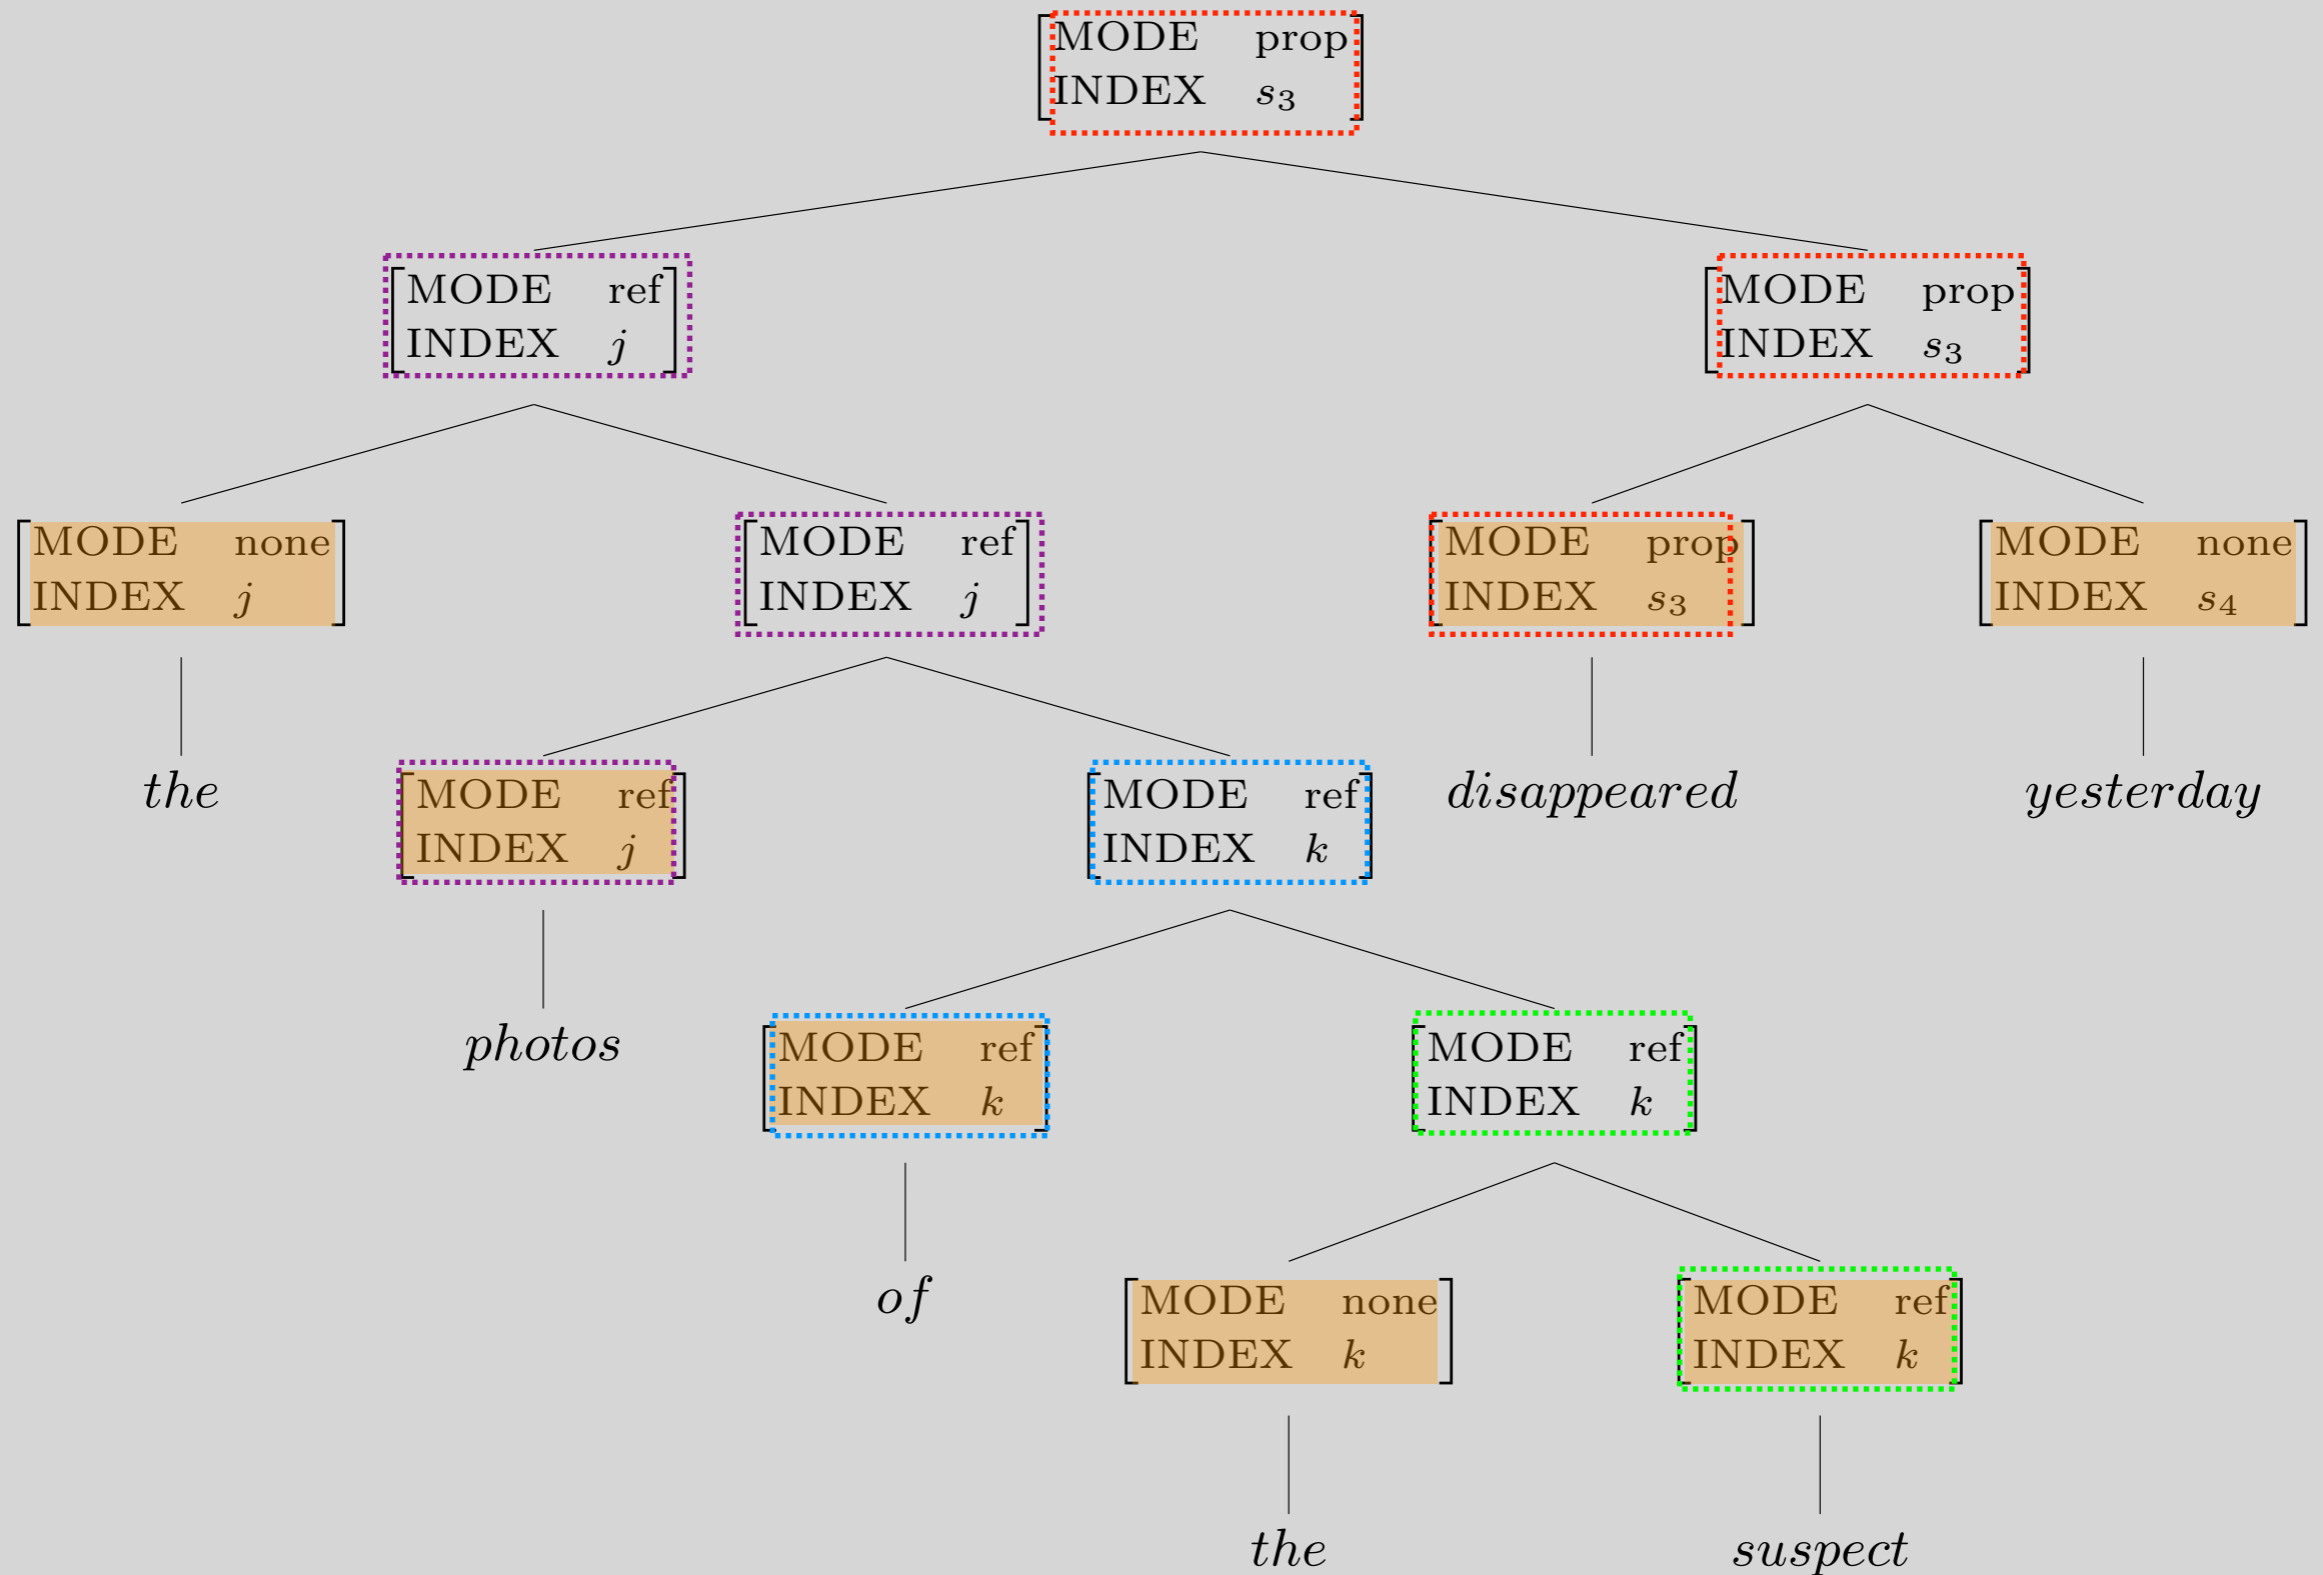 MODE prop
INDEX s₃
MODE ref
INDEX j
MODE prop
INDEX s₃
MODE none
INDEX j
MODE ref
INDEX j
MODE prop
INDEX s₃
MODE none
INDEX s₄
the
MODE ref
INDEX j
MODE ref
INDEX k
disappeared
yesterday
photos
MODE ref
INDEX k
MODE ref
INDEX k
of
MODE none
INDEX k
MODE ref
INDEX k
the
suspect